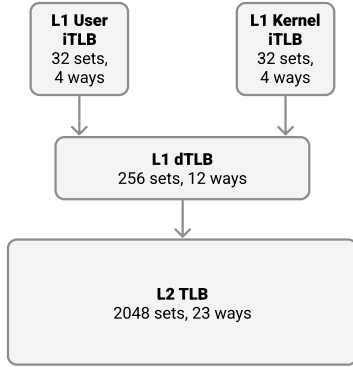 L1 User
iTLB
32 sets,
4 ways
L1 Kernel
iTLB
32 sets,
4 ways
L1 dTLB
256 sets, 12 ways
L2 TLB
2048 sets, 23 ways